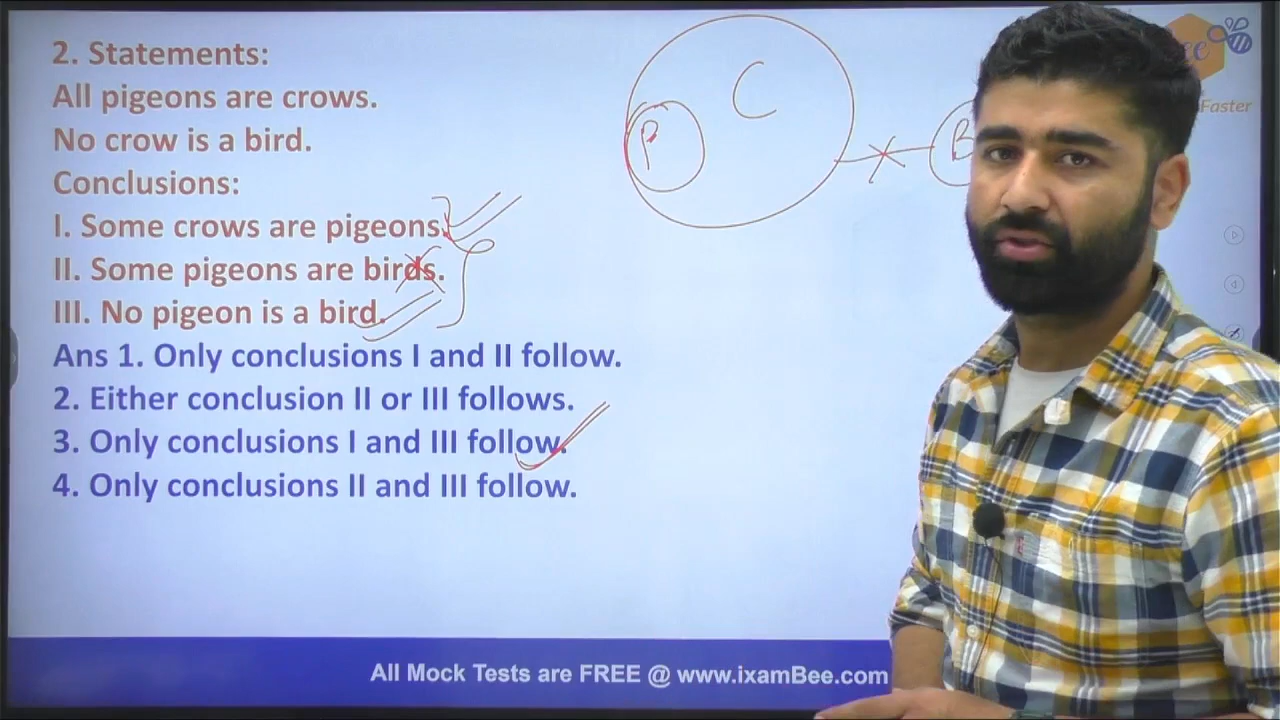 2. Statements:
All pigeons are crows.
No crow is a bird.
Conclusions:
I. Some crows are pigeons.
II. Some pigeons are birds.
III. No pigeon is a bird.
Ans 1. Only conclusions I and II follow.
2. Either conclusion II or III follows.
3. Only conclusions I and III follow.
4. Only conclusions II and III follow.
C
P
B
ee
Faster
All Mock Tests are FREE @ www.ixamBee.com